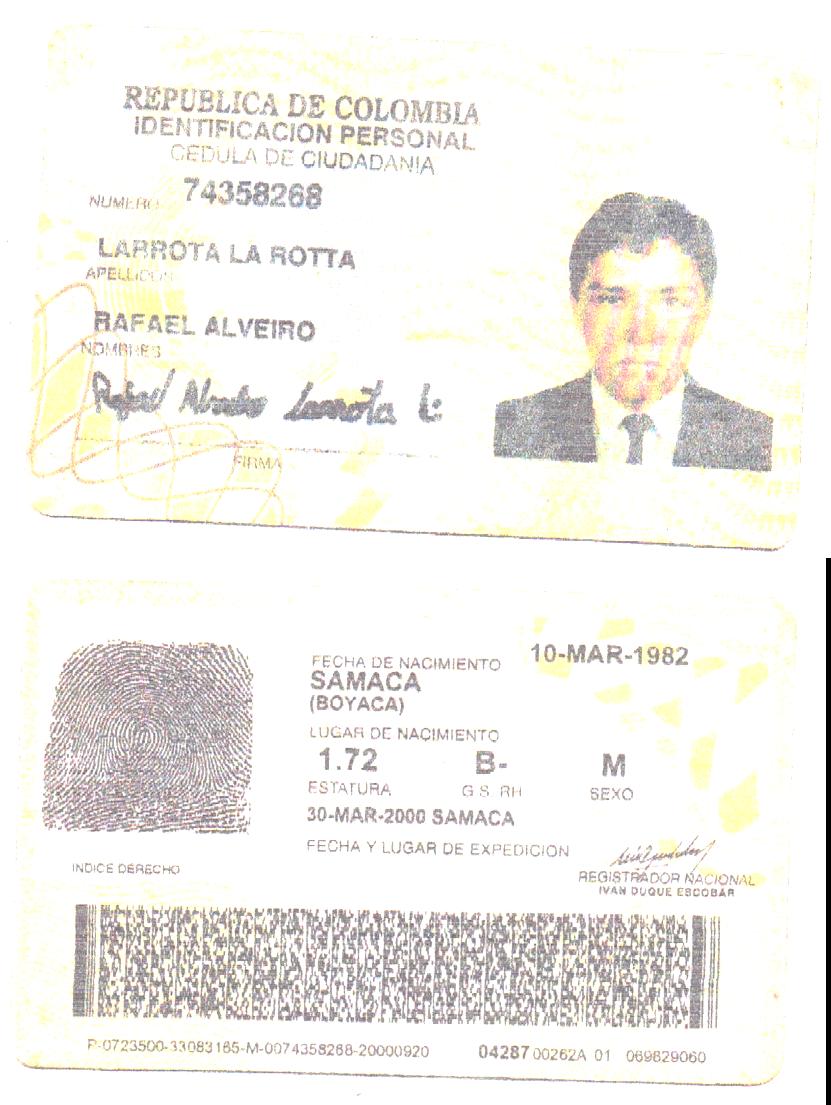 REPUBLICA DE COLOMBIA
IDENTIFICACION PERSONAL
CEDULA DE CIUDADANIA
NUMERO 74358268
LARROTA LA ROTTA
APELLIDOS
RAFAEL ALVEIRO
NOMBRES
Rafael Alveiro Larrota L.
FIRMA
FECHA DE NACIMIENTO 10-MAR-1982
SAMACA
(BOYACA)
LUGAR DE NACIMIENTO
1.72 B- M
ESTATURA G.S. RH SEXO
30-MAR-2000 SAMACA
FECHA Y LUGAR DE EXPEDICION
INDICE DERECHO
REGISTRADOR NACIONAL
IVAN DUQUE ESCOBAR
P-0723500-33083165-M-0074358268-20000920 04287 00262A 01 069829060